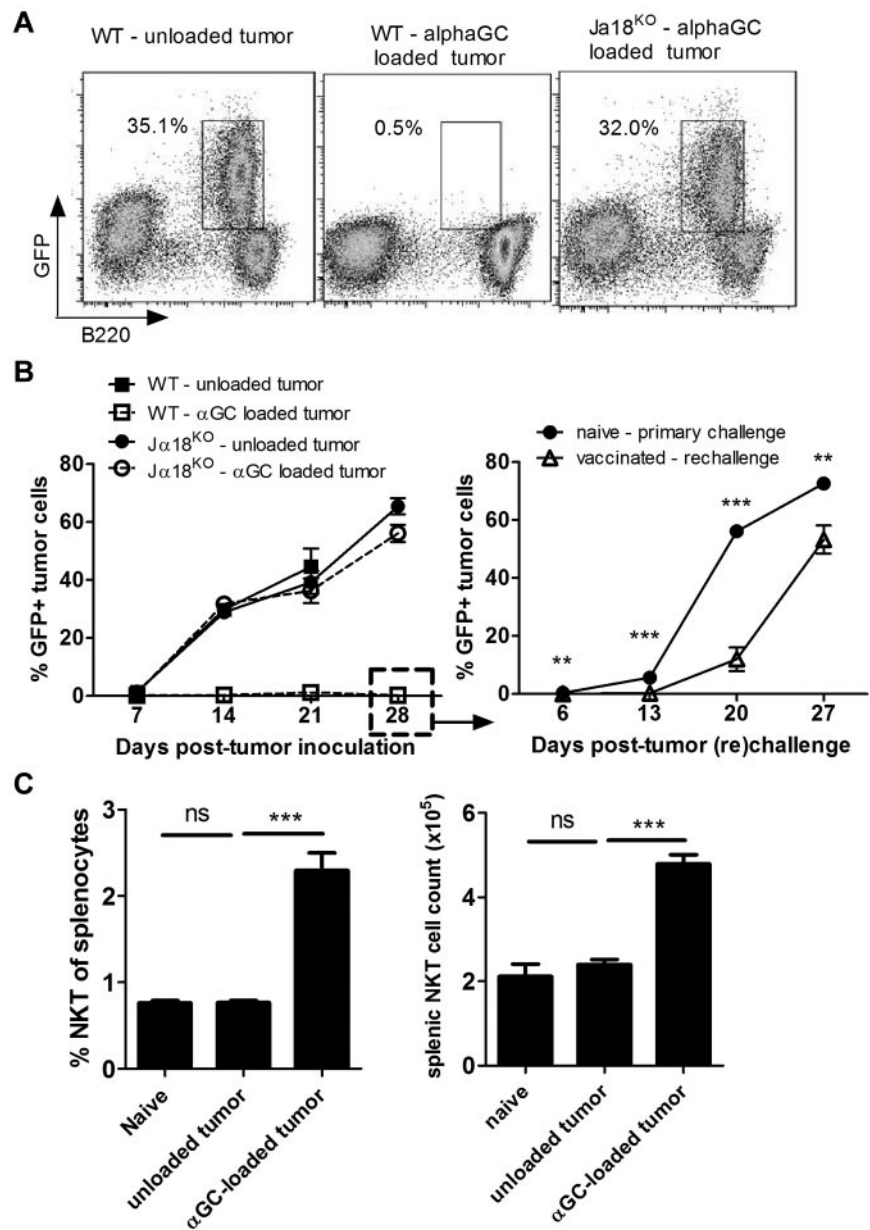 A
WT - unloaded tumor
WT - alphaGC
loaded tumor
Ja18KO - alphaGC
loaded tumor
35.1%
0.5%
32.0%
GFP
B220
B
WT - unloaded tumor
WT - αGC loaded tumor
Jα18KO - unloaded tumor
Jα18KO - αGC loaded tumor
% GFP+ tumor cells
80
60
40
20
0
7 14 21 28
Days post-tumor inoculation
naive - primary challenge
vaccinated - rechallenge
% GFP+ tumor cells
80
60
40
20
0
** *** *** **
6 13 20 27
Days post-tumor (re)challenge
C
% NKT of splenocytes
3
2
1
0
ns ***
Naive
unloaded tumor
αGC-loaded tumor
splenic NKT cell count (x10⁵)
6
4
2
0
ns ***
naive
unloaded tumor
αGC-loaded tumor